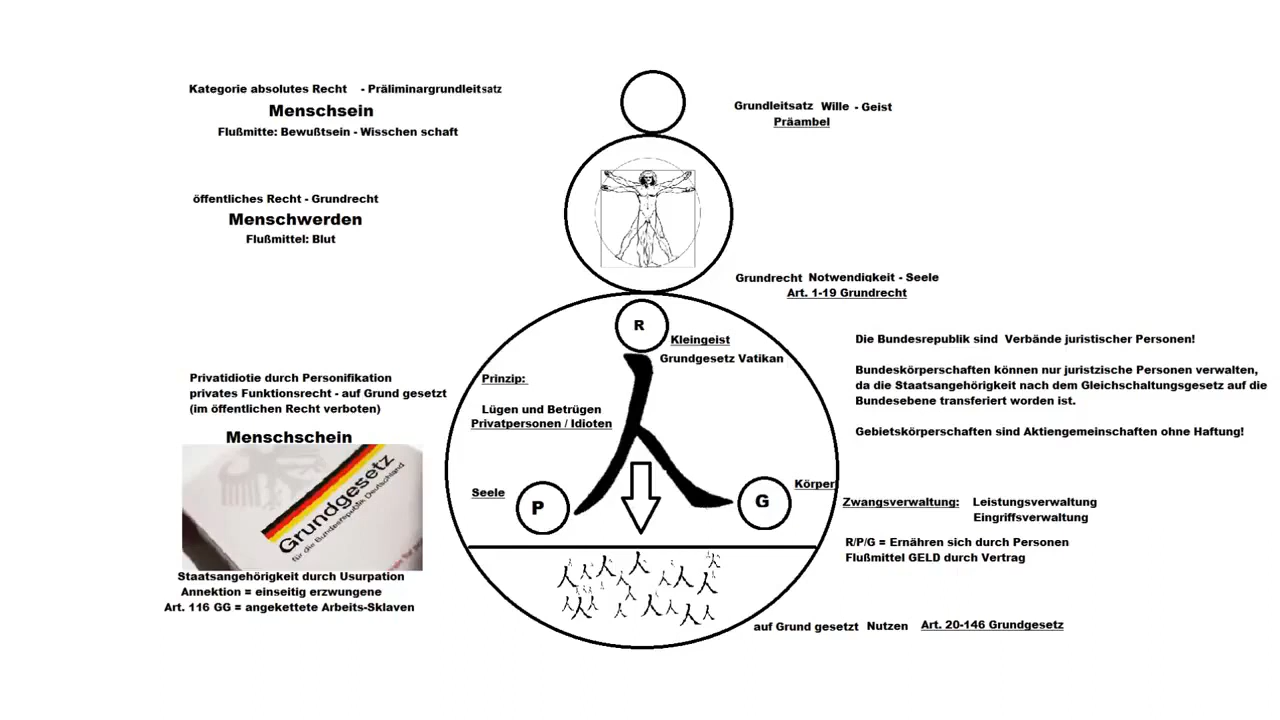 Kategorie absolutes Recht - Präliminargrundleitsatz
Menschsein
Flußmitte: Bewußtsein - Wisschen schaft
Grundleitsatz Wille - Geist
Präambel
öffentliches Recht - Grundrecht
Menschwerden
Flußmittel: Blut
Grundrecht Notwendigkeit - Seele
Art. 1-19 Grundrecht
R
Kleingeist
Grundgesetz Vatikan
Prinzip:
Lügen und Betrügen
Privatpersonen / Idioten
Seele
P
G
Körper
Privatidiotie durch Personifikation
privates Funktionsrecht - auf Grund gesetzt
(im öffentlichen Recht verboten)
Menschschein
Grundgesetz
für die Bundesrepublik Deutschland
Staatsangehörigkeit durch Usurpation
Annektion = einseitig erzwungene
Art. 116 GG = angekettete Arbeits-Sklaven
Die Bundesrepublik sind Verbände juristischer Personen!
Bundeskörperschaften können nur juristzische Personen verwalten,
da die Staatsangehörigkeit nach dem Gleichschaltungsgesetz auf die
Bundesebene transferiert worden ist.
Gebietskörperschaften sind Aktiengemeinschaften ohne Haftung!
Zwangsverwaltung: Leistungsverwaltung
Eingriffsverwaltung
R/P/G = Ernähren sich durch Personen
Flußmittel GELD durch Vertrag
auf Grund gesetzt Nutzen Art. 20-146 Grundgesetz